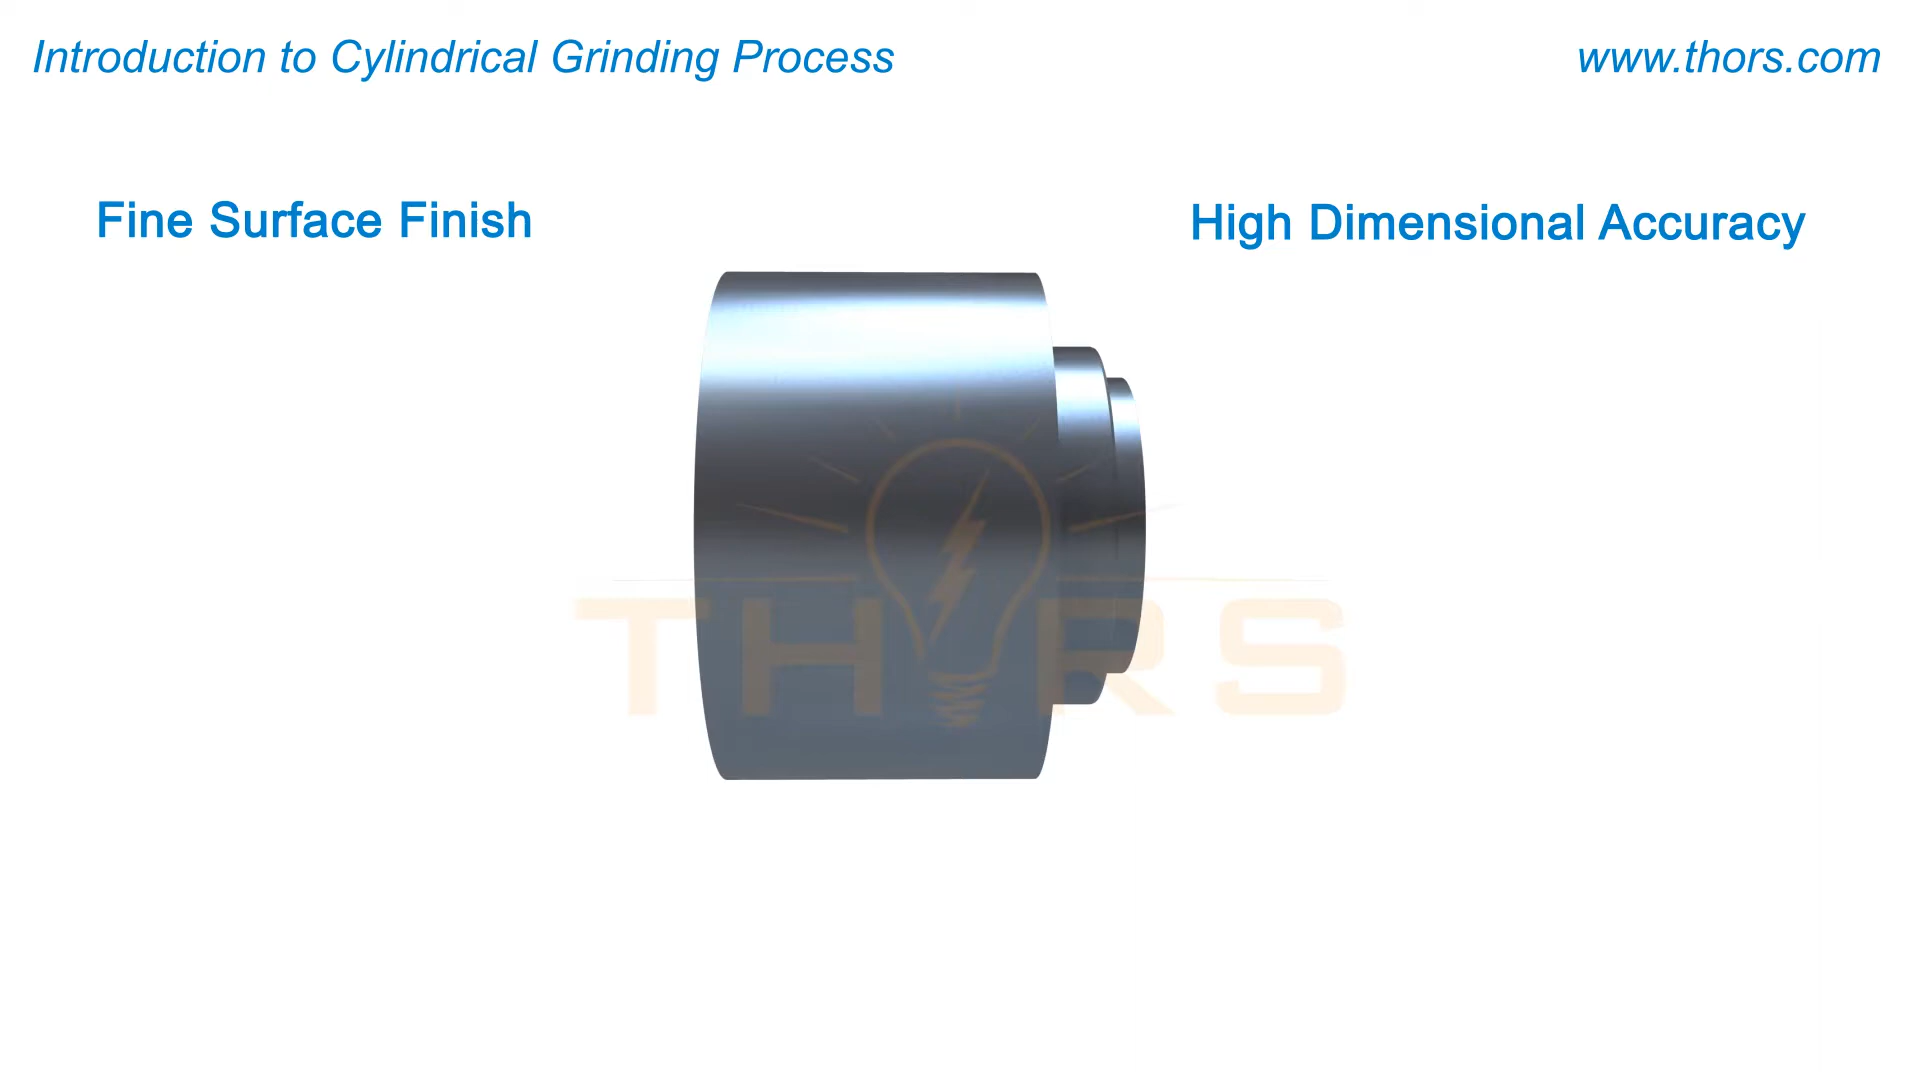 Introduction to Cylindrical Grinding Process
www.thors.com
Fine Surface Finish
High Dimensional Accuracy
THORS